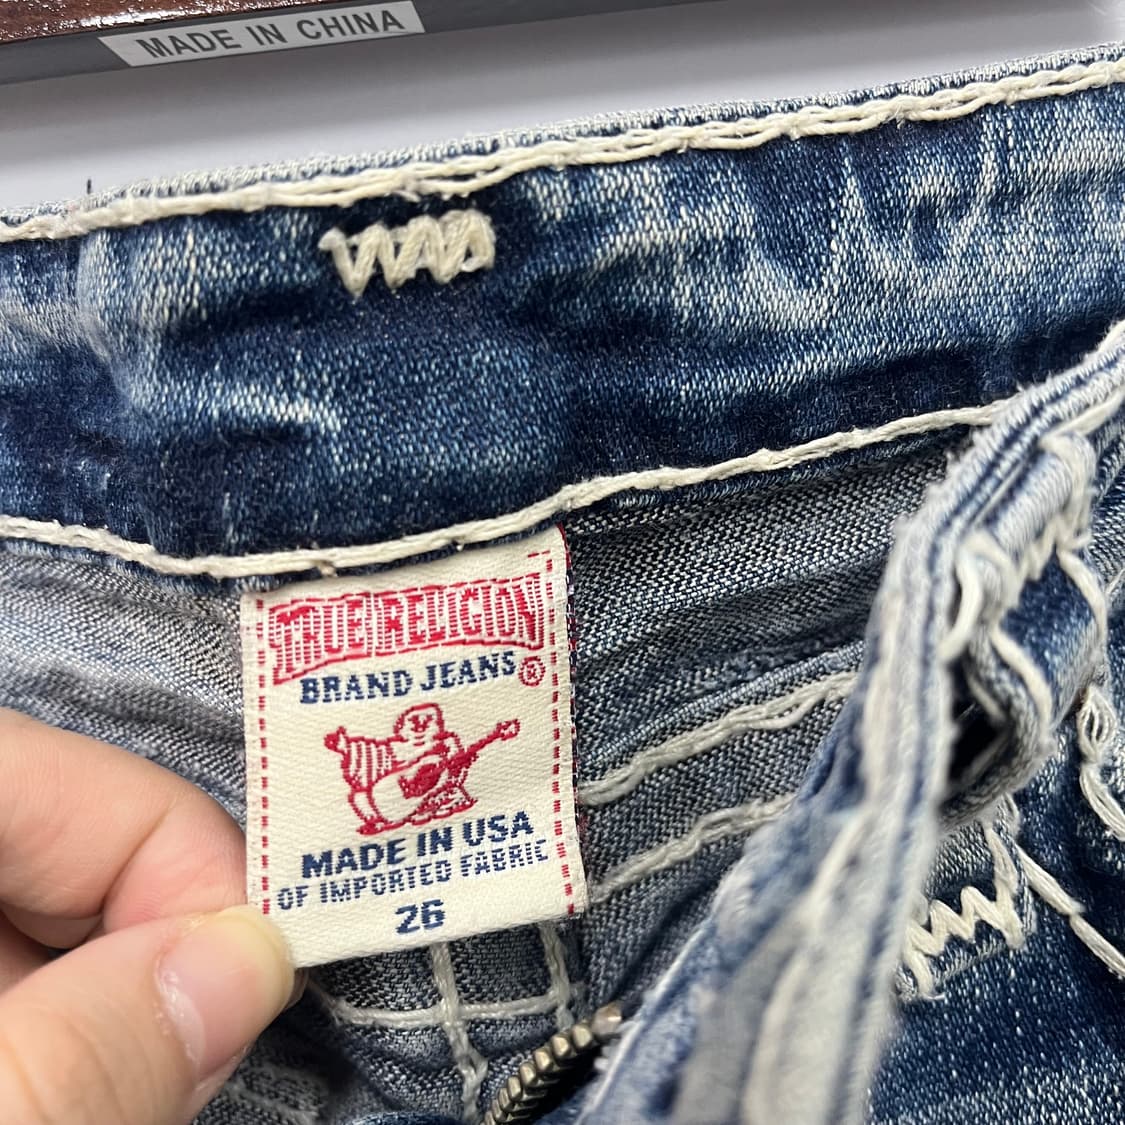 MADE IN CHINA
TRUE RELIGION
BRAND JEANS ®
MADE IN USA
OF IMPORTED FABRIC
26